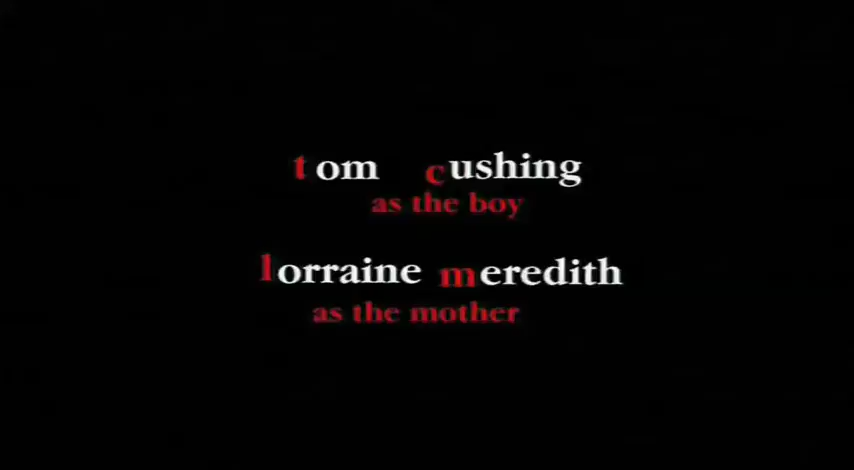 tom cushing
as the boy
lorraine meredith
as the mother